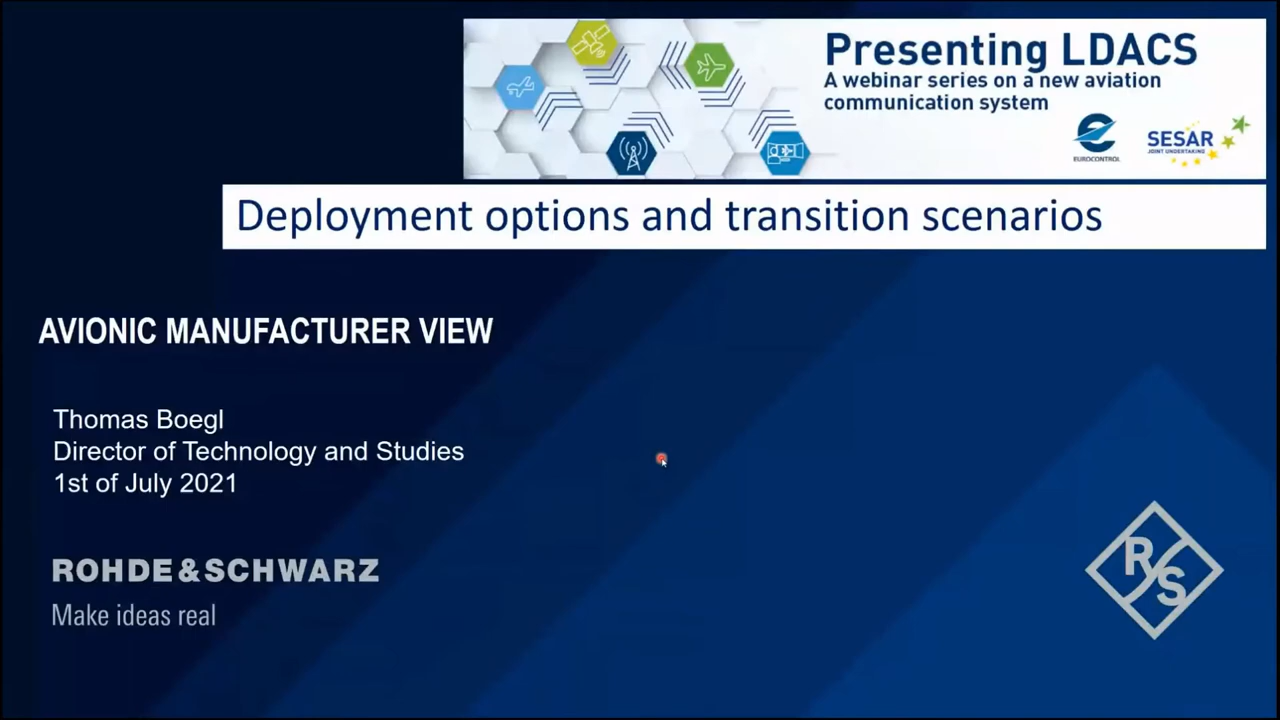 Presenting LDACS
A webinar series on a new aviation
communication system
EUROCONTROL
SESAR
JOINT UNDERTAKING
Deployment options and transition scenarios
AVIONIC MANUFACTURER VIEW
Thomas Boegl
Director of Technology and Studies
1st of July 2021
ROHDE&SCHWARZ
Make ideas real
R
S